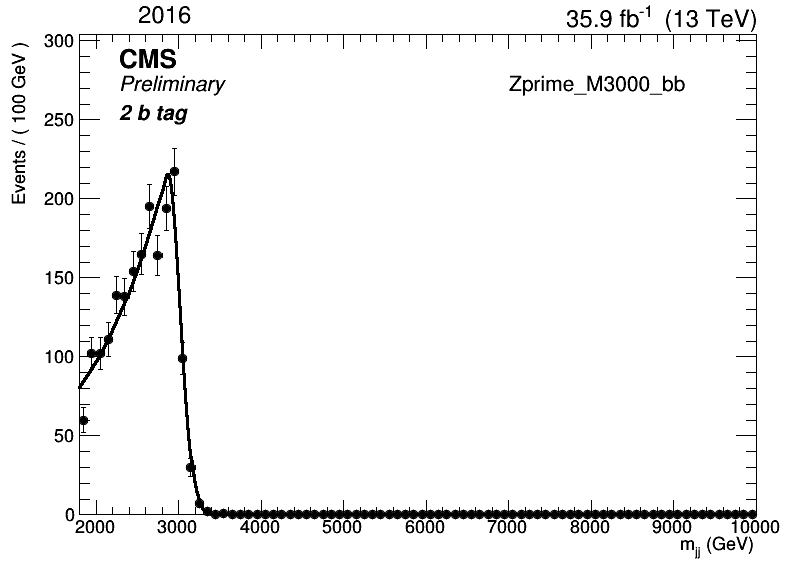 2016
35.9 fb⁻¹ (13 TeV)
CMS
Preliminary
Zprime_M3000_bb
2 b tag
Events / ( 100 GeV )
300
250
200
150
100
50
0
2000 3000 4000 5000 6000 7000 8000 9000 10000
m_jj (GeV)